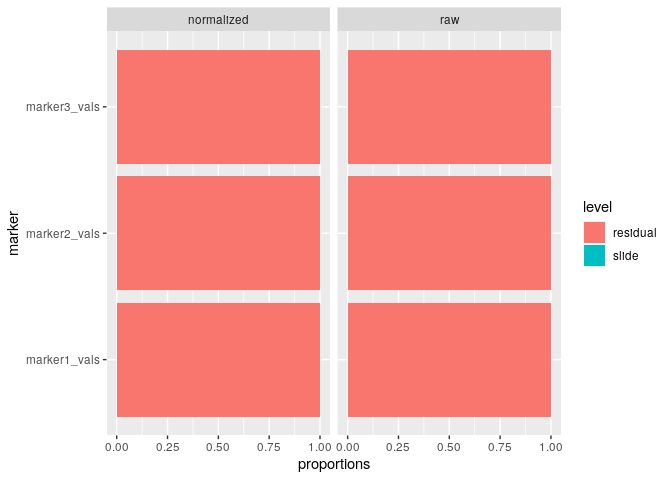 normalized
raw
marker3_vals
marker2_vals
marker1_vals
marker
0.00 0.25 0.50 0.75 1.00
0.00 0.25 0.50 0.75 1.00
proportions
level
residual
slide